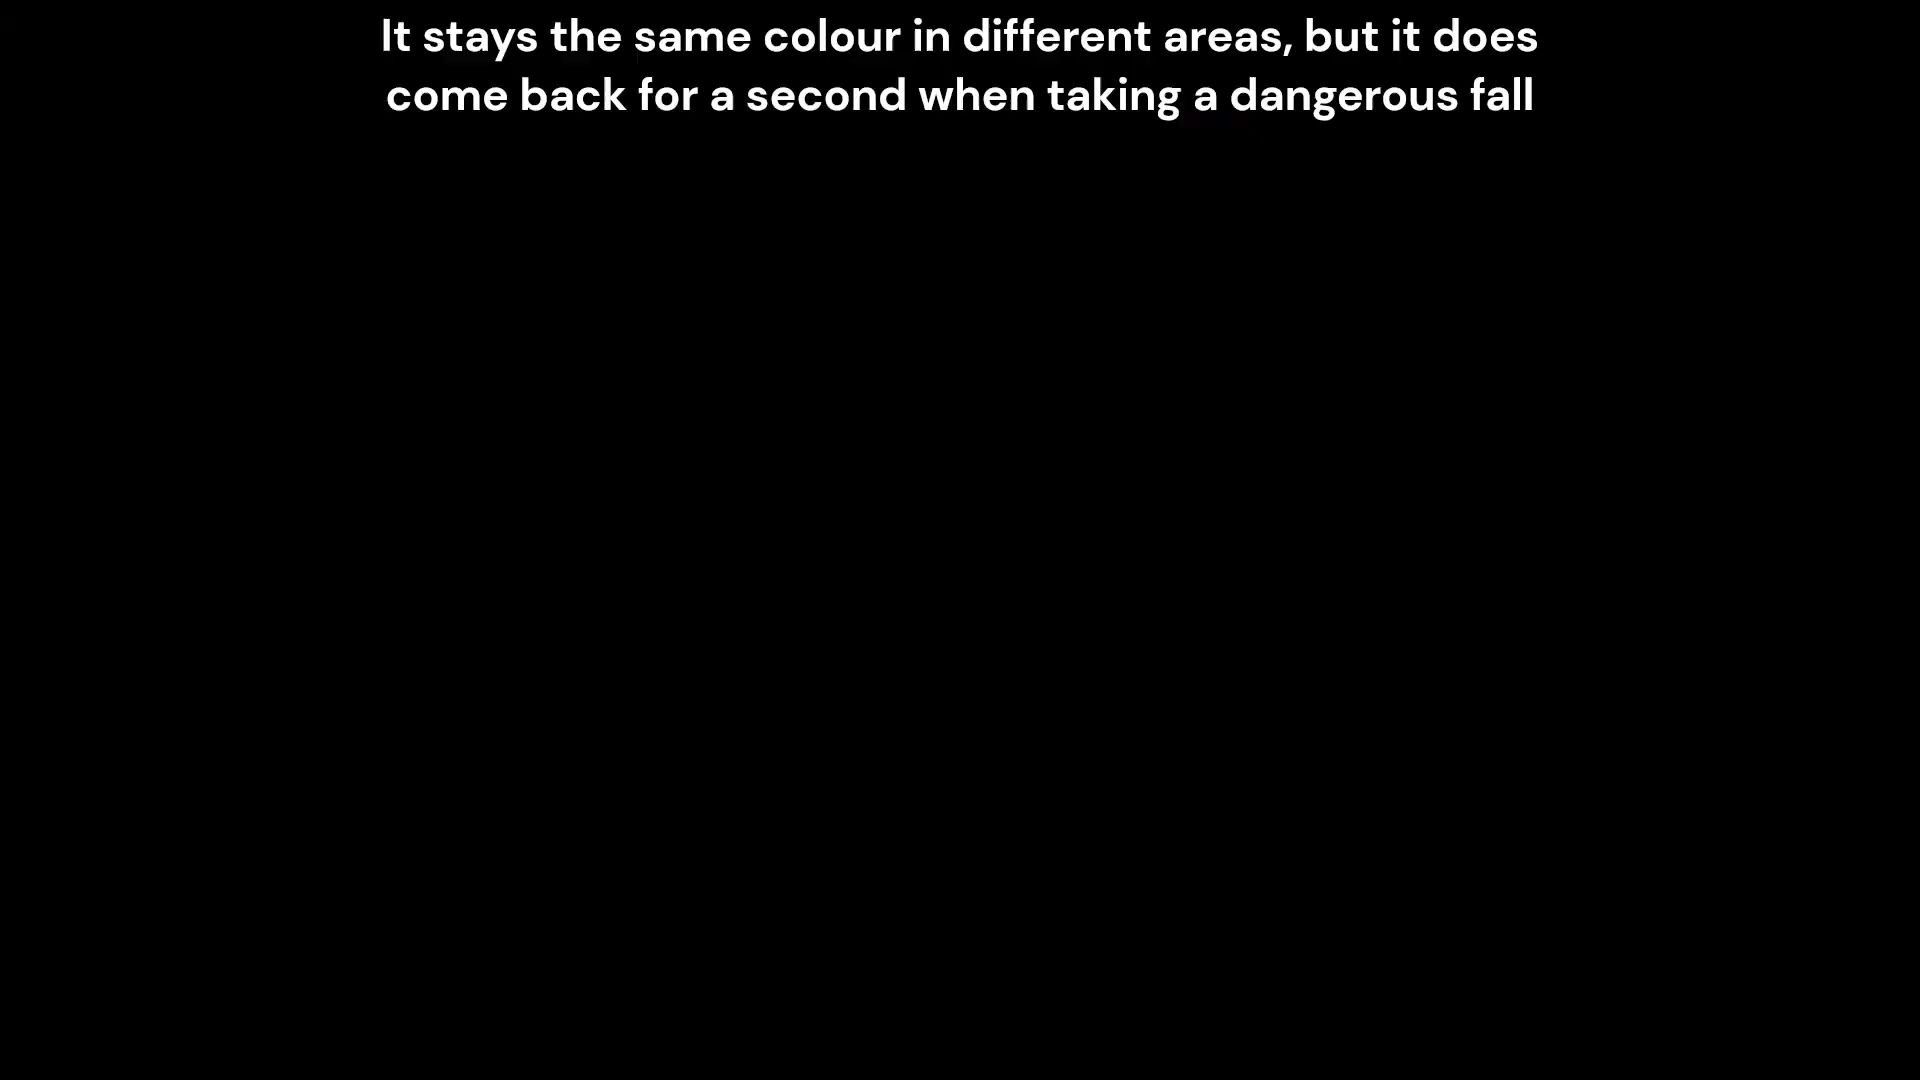 It stays the same colour in different areas, but it does
come back for a second when taking a dangerous fall